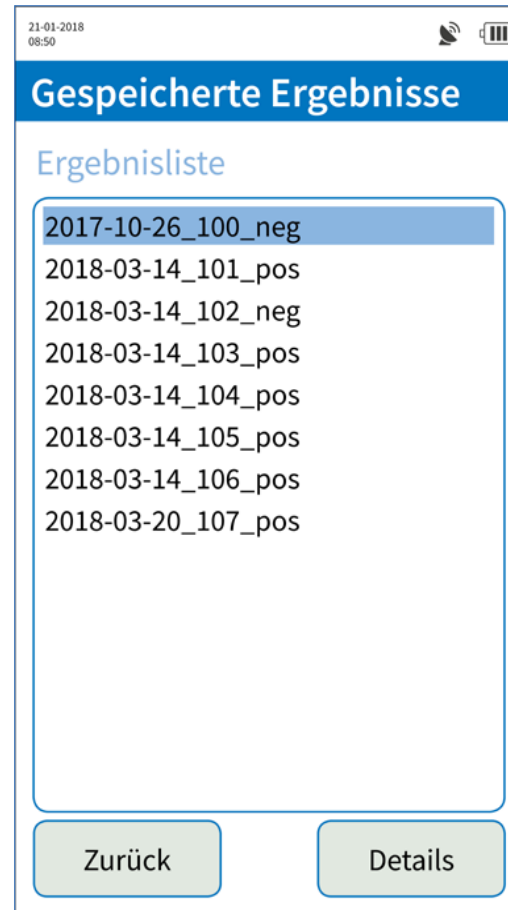 21-01-2018
08:50
Gespeicherte Ergebnisse
Ergebnisliste
2017-10-26_100_neg
2018-03-14_101_pos
2018-03-14_102_neg
2018-03-14_103_pos
2018-03-14_104_pos
2018-03-14_105_pos
2018-03-14_106_pos
2018-03-20_107_pos
Zurück
Details